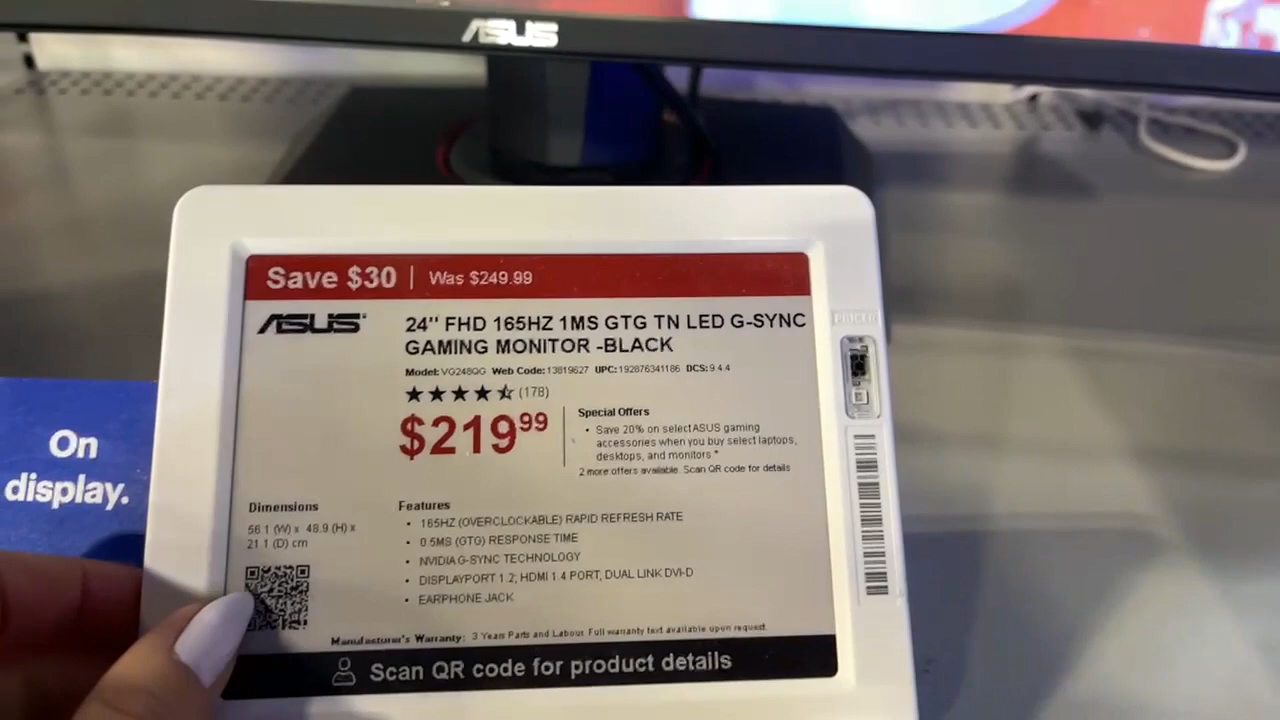 ASUS
Save $30 | Was $249.99
ASUS
24" FHD 165HZ 1MS GTG TN LED G-SYNC
GAMING MONITOR -BLACK
Model: VG248QG Web Code: 13819627 UPC: 192876341186 DCS: 9.4.4
(178)
$219.99
Special Offers
• Save 20% on select ASUS gaming
accessories when you buy select laptops,
desktops, and monitors *
2 more offers available. Scan QR code for details
On
display.
Dimensions
56.1 (W) x 48.9 (H) x
21.1 (D) cm
Features
• 165HZ (OVERCLOCKABLE) RAPID REFRESH RATE
• 0.5MS (GTG) RESPONSE TIME
• NVIDIA G-SYNC TECHNOLOGY
• DISPLAYPORT 1.2, HDMI 1.4 PORT, DUAL LINK DVI-D
• EARPHONE JACK
Manufacturer's Warranty: 3 Years Parts and Labour. Full warranty text available upon request.
Scan QR code for product details
PRICER